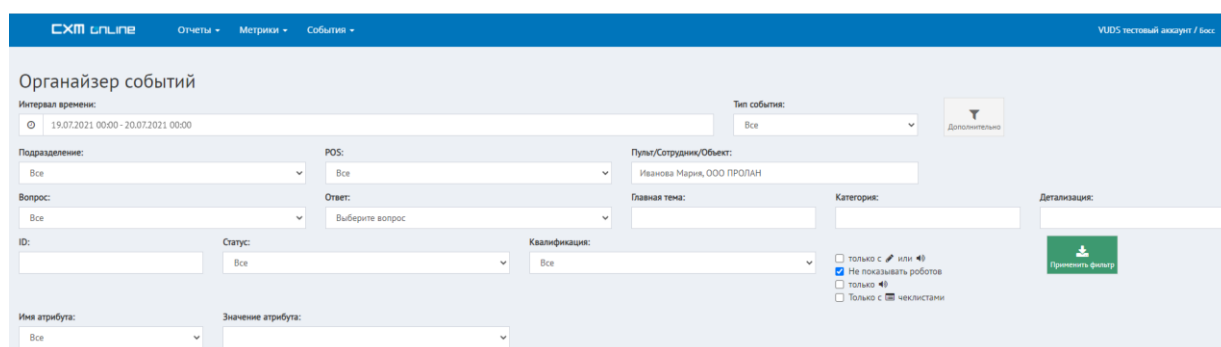 CXM ONLINE Отчеты Метрики События VUDS тестовый аккаунт / Босс
Органайзер событий
Интервал времени: Тип события:
19.07.2021 00:00 - 20.07.2021 00:00 Все Дополнительно
Подразделение: POS: Пульт/Сотрудник/Объект:
Все Все Иванова Мария, ООО ПРОЛАН
Вопрос: Ответ: Главная тема: Категория: Детализация:
Все Выберите вопрос
ID: Статус: Квалификация:
Все Все
только с или
Не показывать роботов
только
Только с чеклистами
Применить фильтр
Имя атрибута: Значение атрибута:
Все